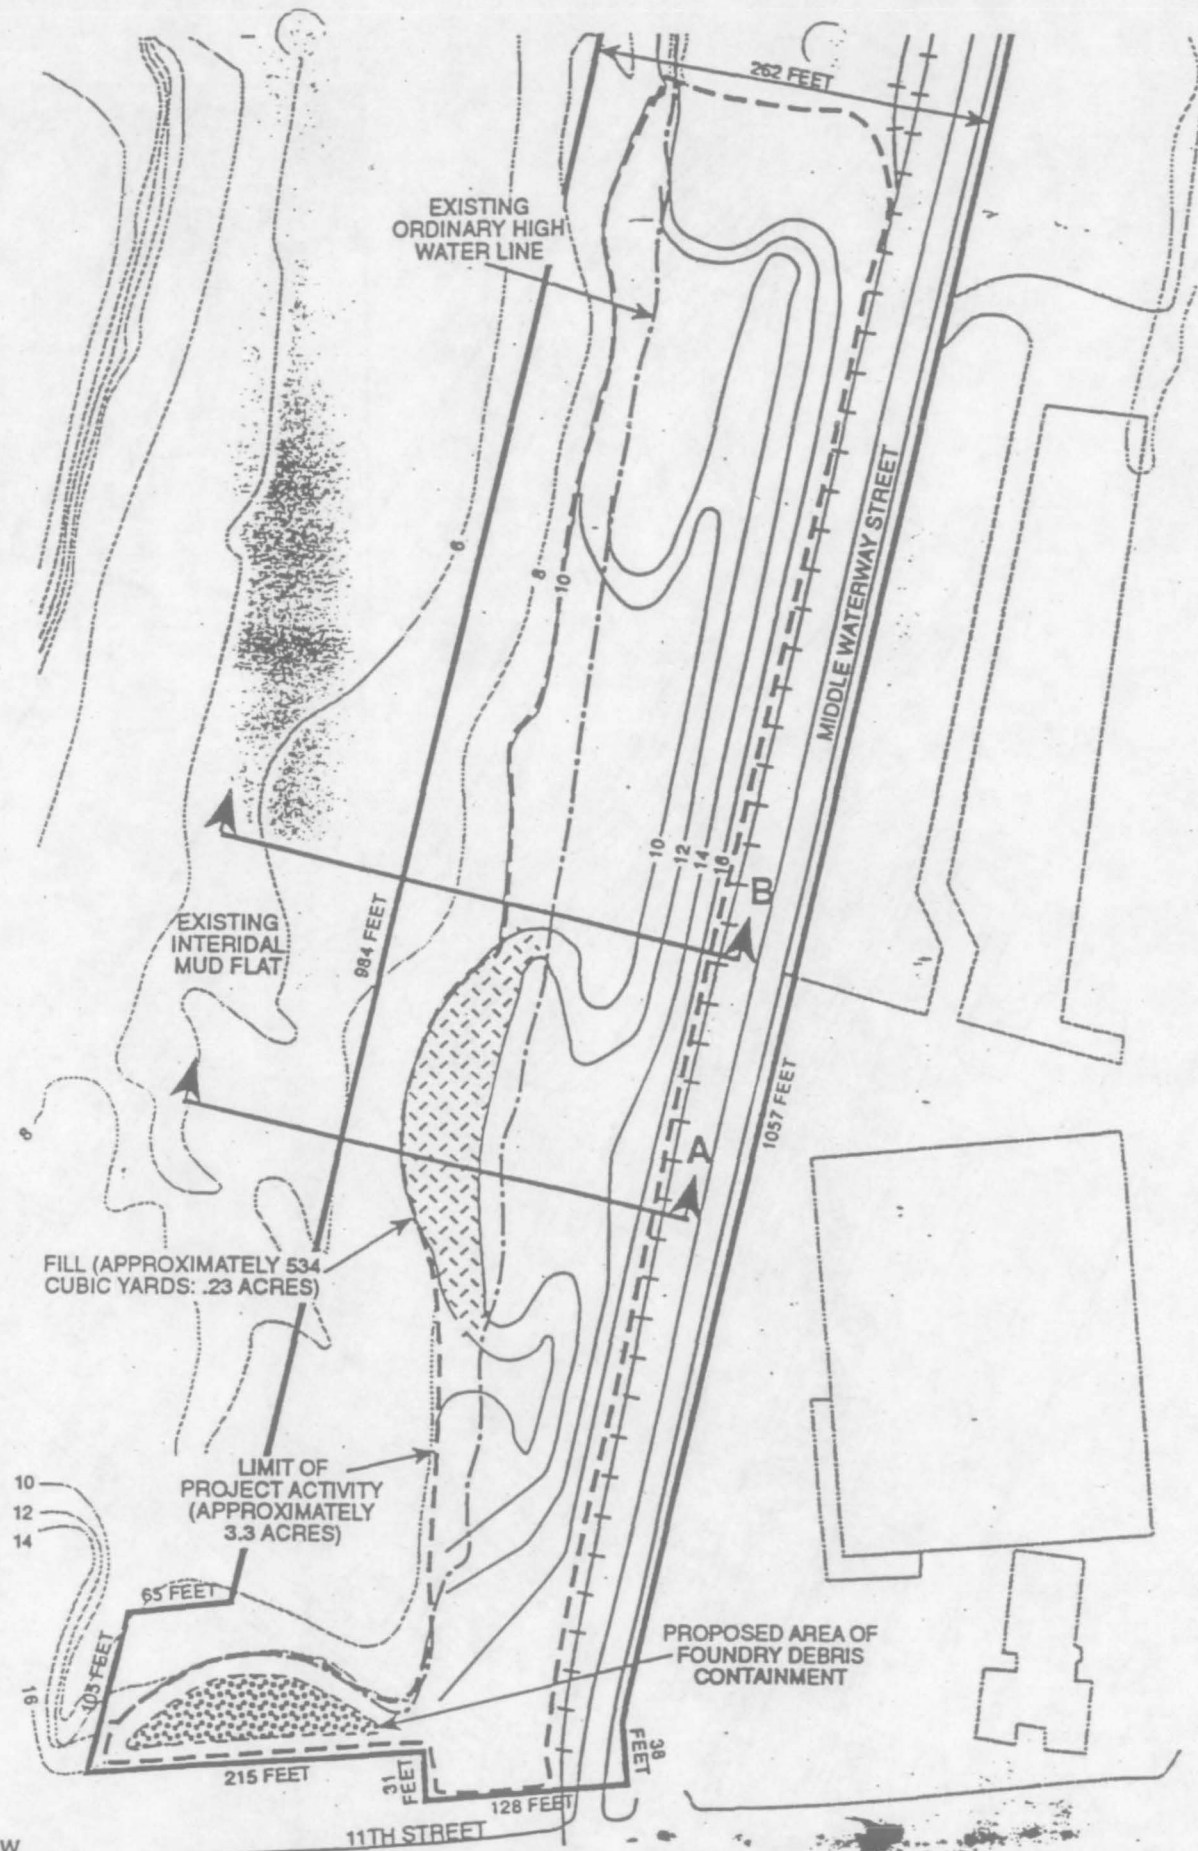 262 FEET
EXISTING
ORDINARY HIGH
WATER LINE
6
8
10
MIDDLE WATERWAY STREET
10
12
14
16
B
EXISTING
INTERIDAL
MUD FLAT
984 FEET
1057 FEET
8
A
FILL (APPROXIMATELY 534
CUBIC YARDS: .23 ACRES)
LIMIT OF
PROJECT ACTIVITY
(APPROXIMATELY
3.3 ACRES)
10
12
14
65 FEET
PROPOSED AREA OF
FOUNDRY DEBRIS
CONTAINMENT
16
105 FEET
215 FEET
31
FEET
38
FEET
128 FEET
11TH STREET
W